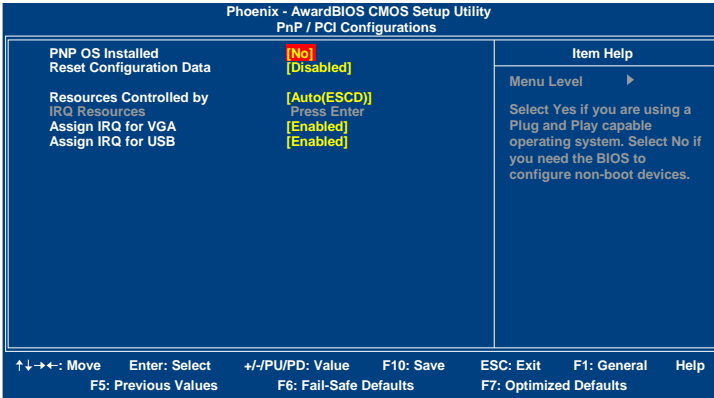 Phoenix - AwardBIOS CMOS Setup Utility
PnP / PCI Configurations
PNP OS Installed [No]
Reset Configuration Data [Disabled]
Resources Controlled by [Auto(ESCD)]
IRQ Resources Press Enter
Assign IRQ for VGA [Enabled]
Assign IRQ for USB [Enabled]
Item Help
Menu Level ▶
Select Yes if you are using a
Plug and Play capable
operating system. Select No if
you need the BIOS to
configure non-boot devices.
↑↓→←: Move Enter: Select +/-/PU/PD: Value F10: Save ESC: Exit F1: General Help
F5: Previous Values F6: Fail-Safe Defaults F7: Optimized Defaults